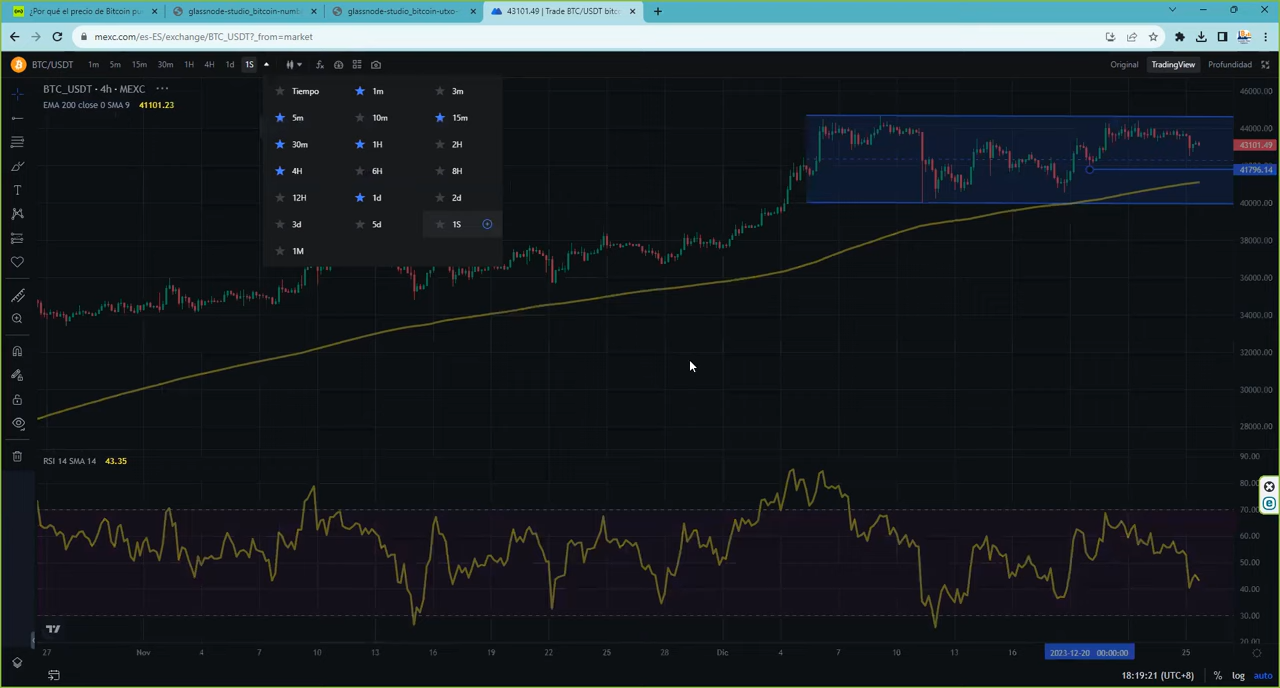 ¿Por qué el precio de Bitcoin pu
glassnode-studio_bitcoin-numb
glassnode-studio_bitcoin-utxo-
43101.49 | Trade BTC/USDT bitc
mexc.com/es-ES/exchange/BTC_USDT?_from=market
BTC/USDT 1m 5m 15m 30m 1H 4H 1d 1S
Original TradingView Profundidad
BTC_USDT · 4h · MEXC ···
EMA 200 close 0 SMA 9 41101.23
Tiempo 1m 3m
5m 10m 15m
30m 1H 2H
4H 6H 8H
12H 1d 2d
3d 5d 1S
1M
46000.00
44000.00
43101.49
41796.14
40000.00
38000.00
36000.00
34000.00
32000.00
30000.00
28000.00
RSI 14 SMA 14 43.35
90.00
80.00
70.00
60.00
50.00
40.00
30.00
20.00
27 Nov 4 7 10 13 16 19 22 25 28 Dic 4 7 10 13 16 2023-12-20 00:00:00 25
18:19:21 (UTC+8) % log auto